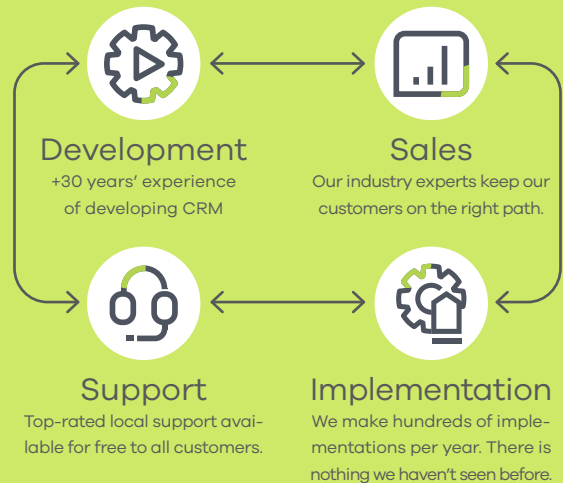 Development
+30 years’ experience
of developing CRM
Sales
Our industry experts keep our
customers on the right path.
Support
Top-rated local support avai-
lable for free to all customers.
Implementation
We make hundreds of imple-
mentations per year. There is
nothing we haven’t seen before.